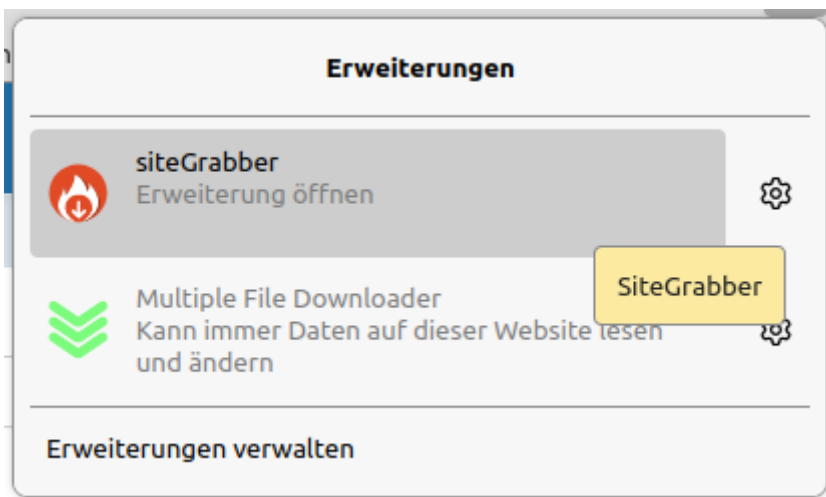 Erweiterungen
siteGrabber
Erweiterung öffnen
SiteGrabber
Multiple File Downloader
Kann immer Daten auf dieser Website lesen
und ändern
Erweiterungen verwalten